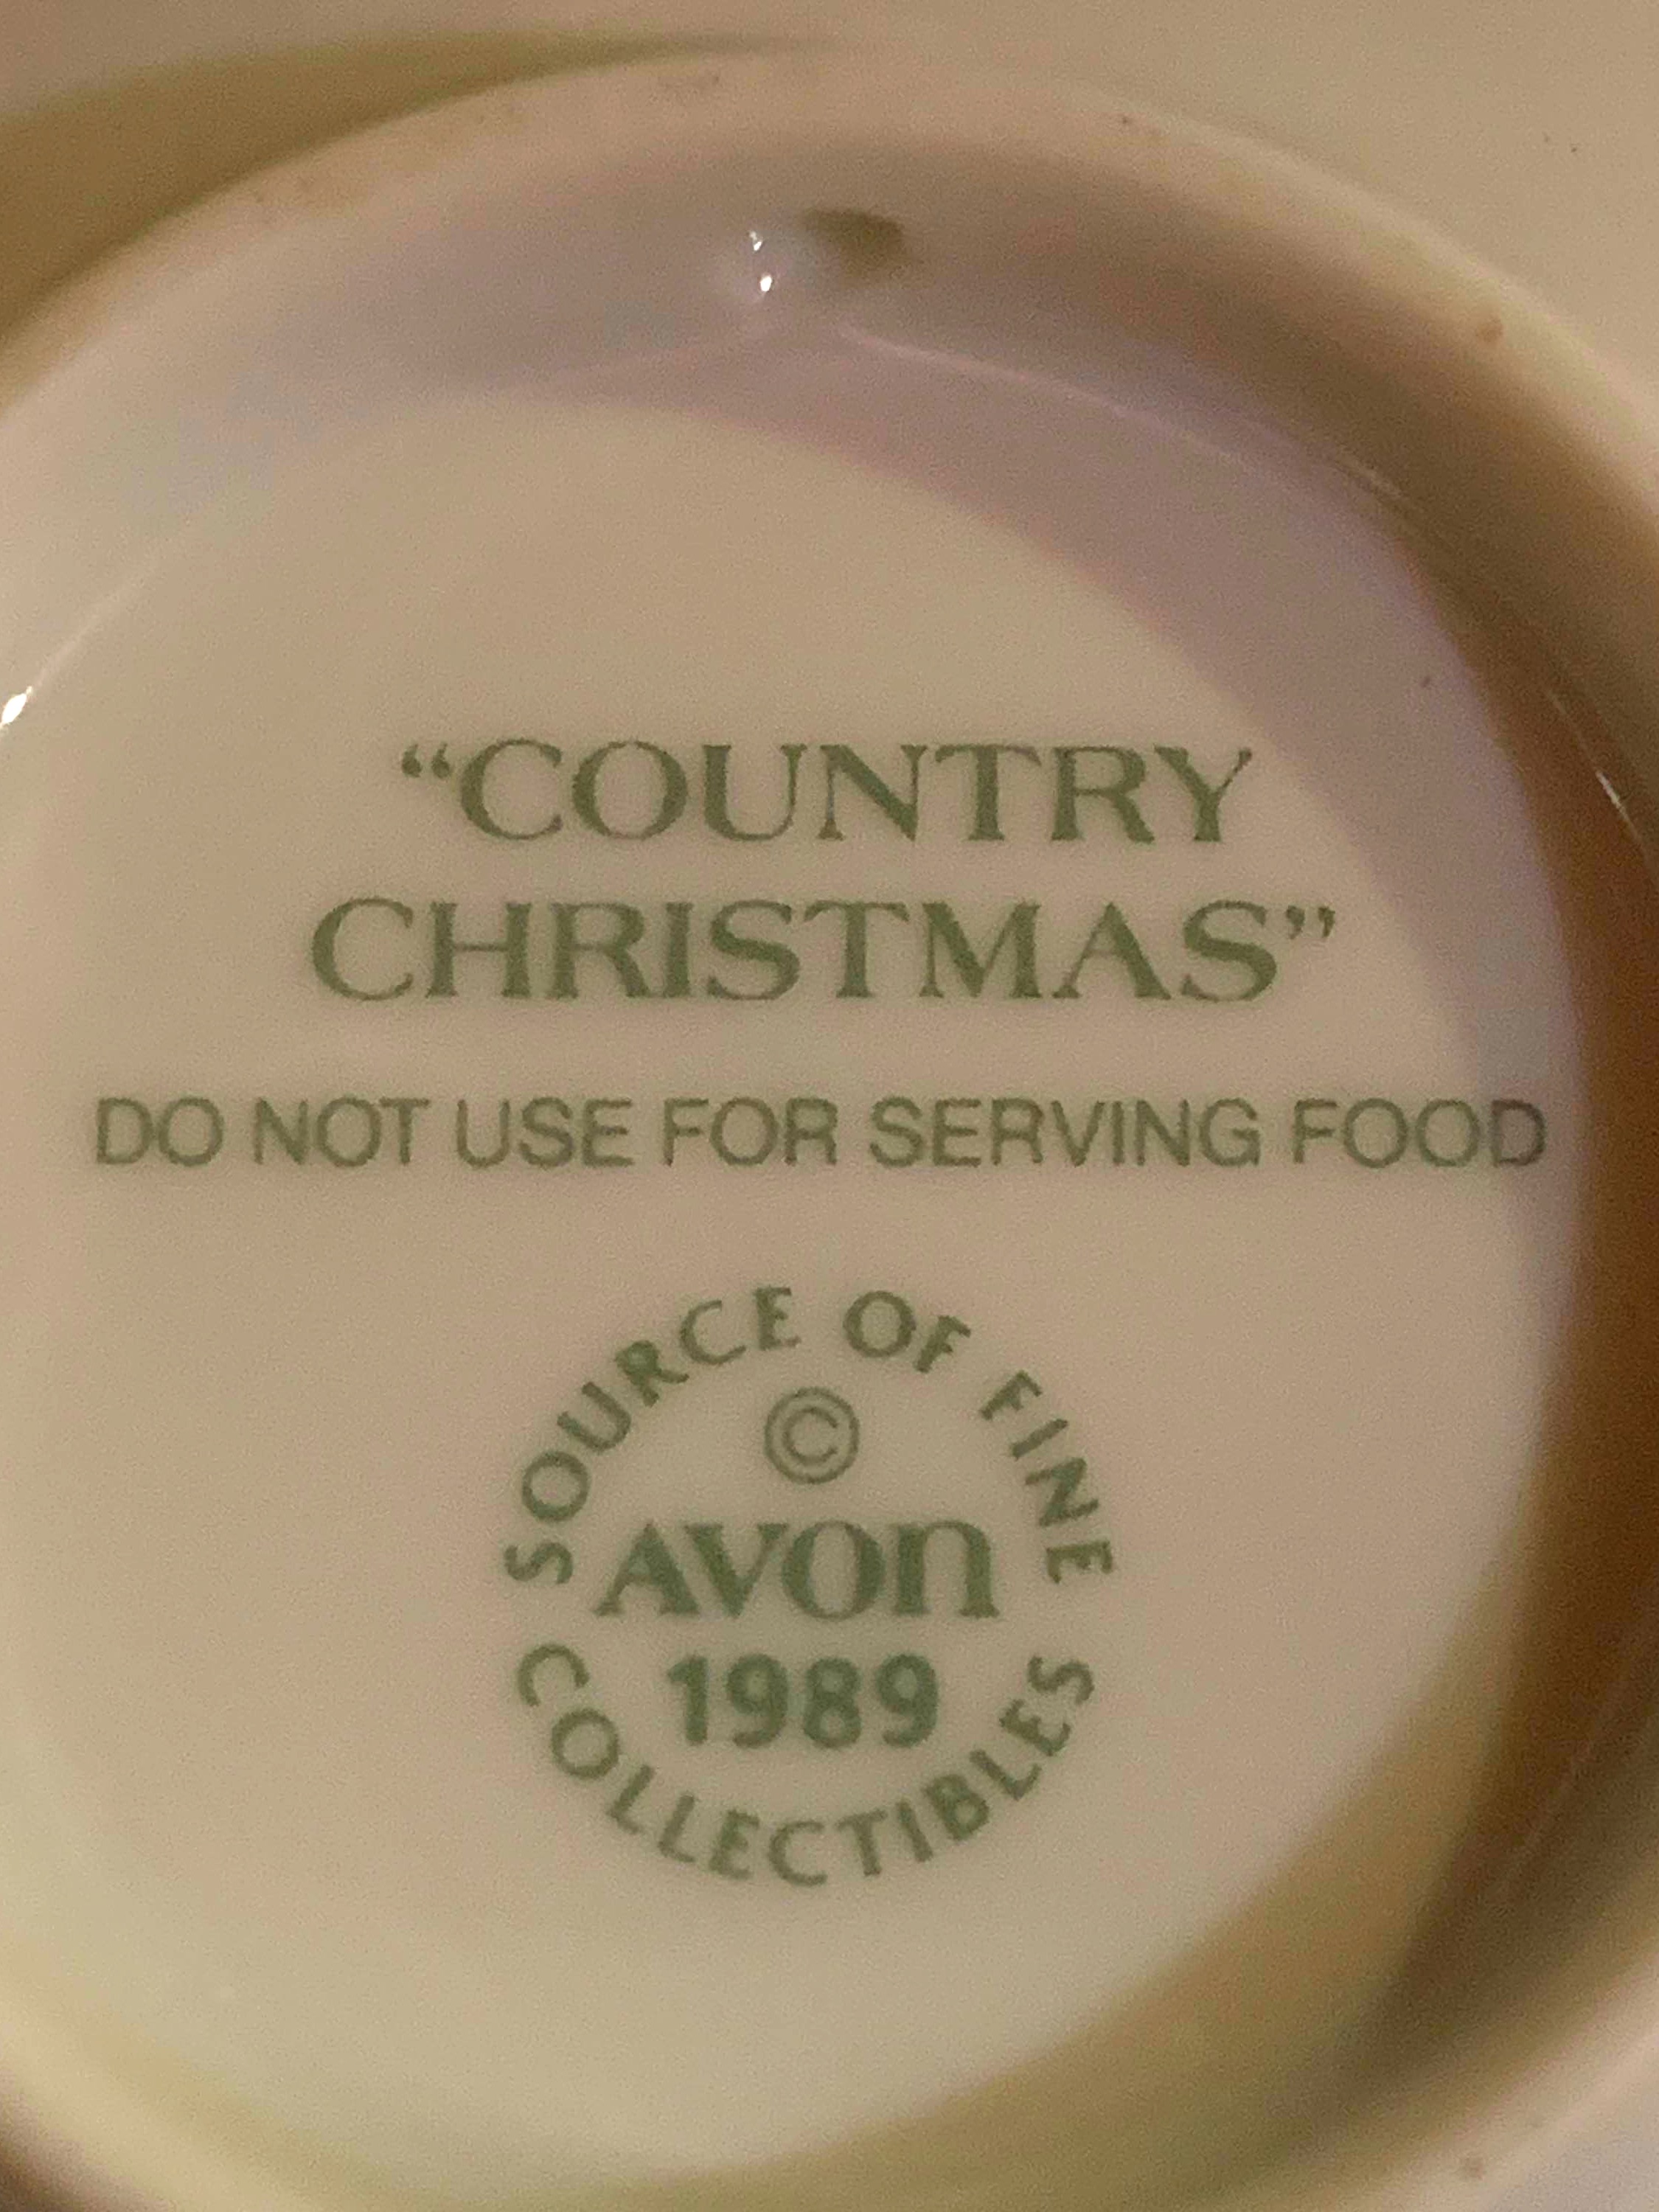 “COUNTRY
CHRISTMAS”
DO NOT USE FOR SERVING FOOD
SOURCE OF FINE
©
AVON
1989
COLLECTIBLES